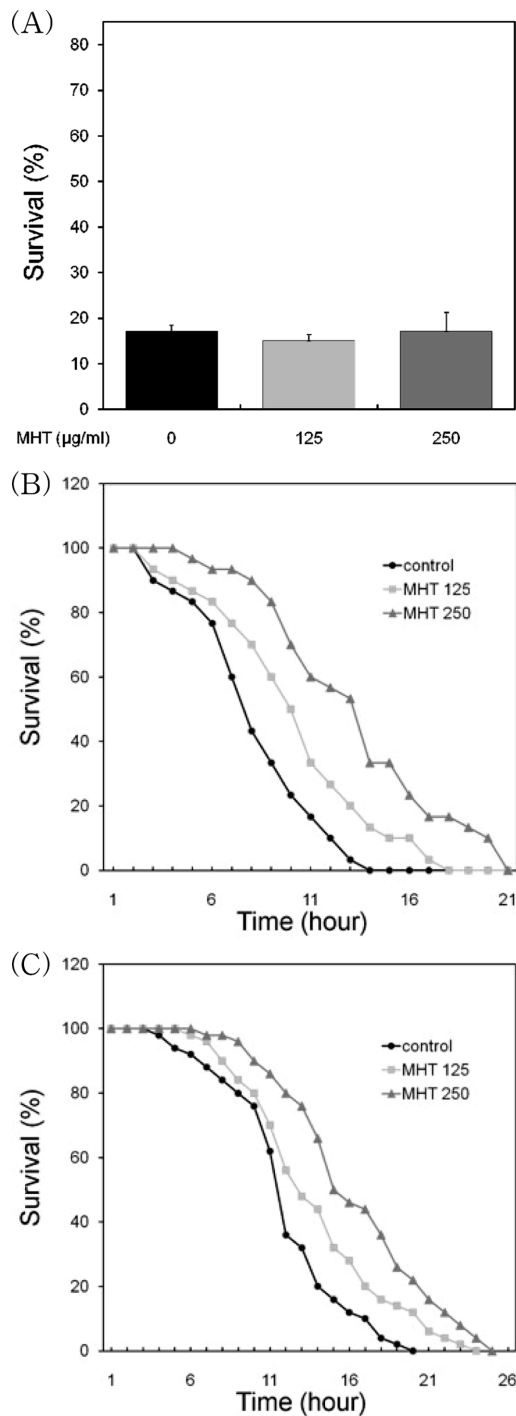 (A)
Survival (%)
80
70
60
50
40
30
20
10
0
MHT (μg/ml) 0 125 250
(B)
Survival (%)
120
100
80
60
40
20
0
control
MHT 125
MHT 250
1 6 11 16 21
Time (hour)
(C)
Survival (%)
120
100
80
60
40
20
0
control
MHT 125
MHT 250
1 6 11 16 21 26
Time (hour)